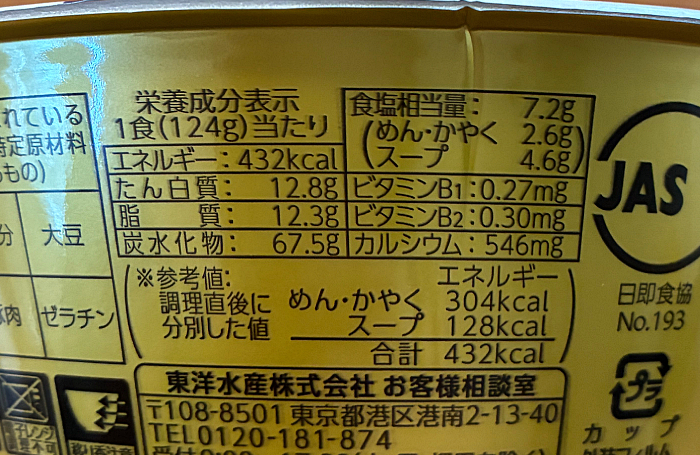 れている
特定原材料
もの)
分 大豆
豚肉 ゼラチン
栄養成分表示
1食(124g)当たり
エネルギー: 432kcal
たん白質: 12.8g
脂質: 12.3g
炭水化物: 67.5g
食塩相当量: 7.2g
(めん・かやく 2.6g)
(スープ 4.6g)
ビタミンB1: 0.27mg
ビタミンB2: 0.30mg
カルシウム: 546mg
(※参考値: エネルギー
調理直後に めん・かやく 304kcal
分別した値 スープ 128kcal
合計 432kcal)
JAS
日即食協
No.193
東洋水産株式会社 お客様相談室
〒108-8501 東京都港区港南2-13-40
TEL0120-181-874
プラ
カップ